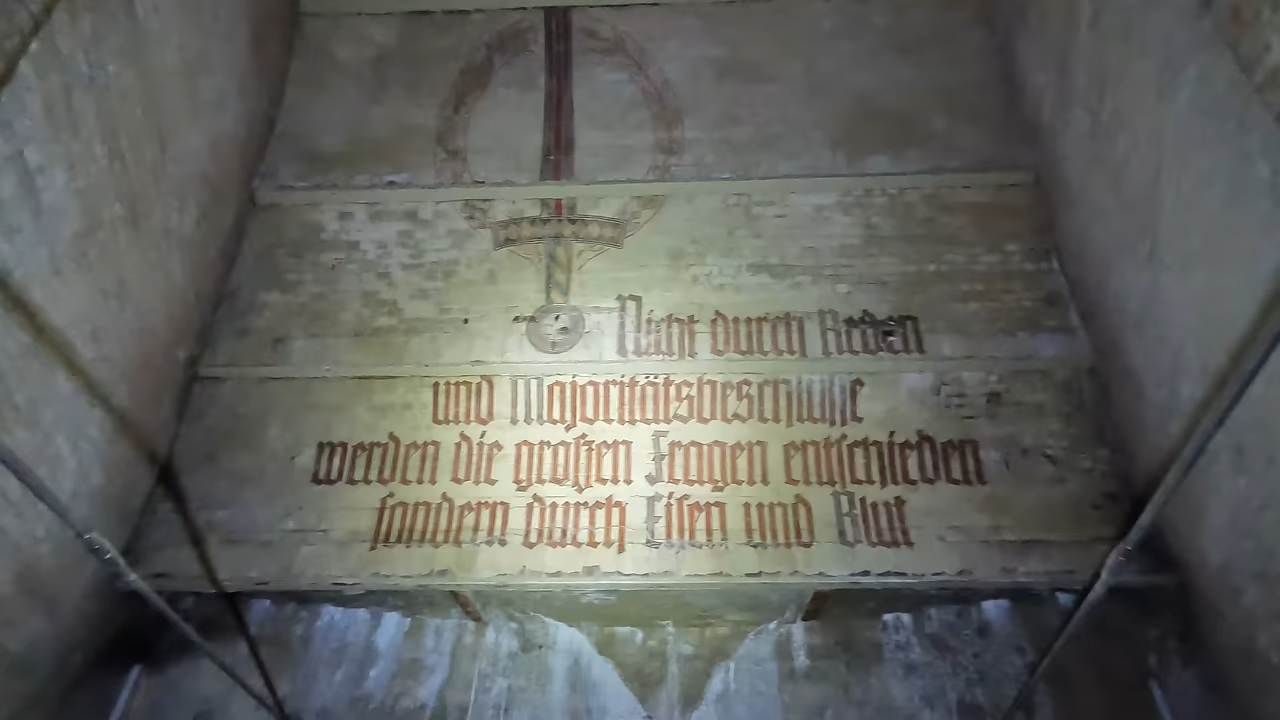 Nicht durch Reden
und Majoritätsbeschlüsse
werden die großen Fragen entschieden
sondern durch Eisen und Blut